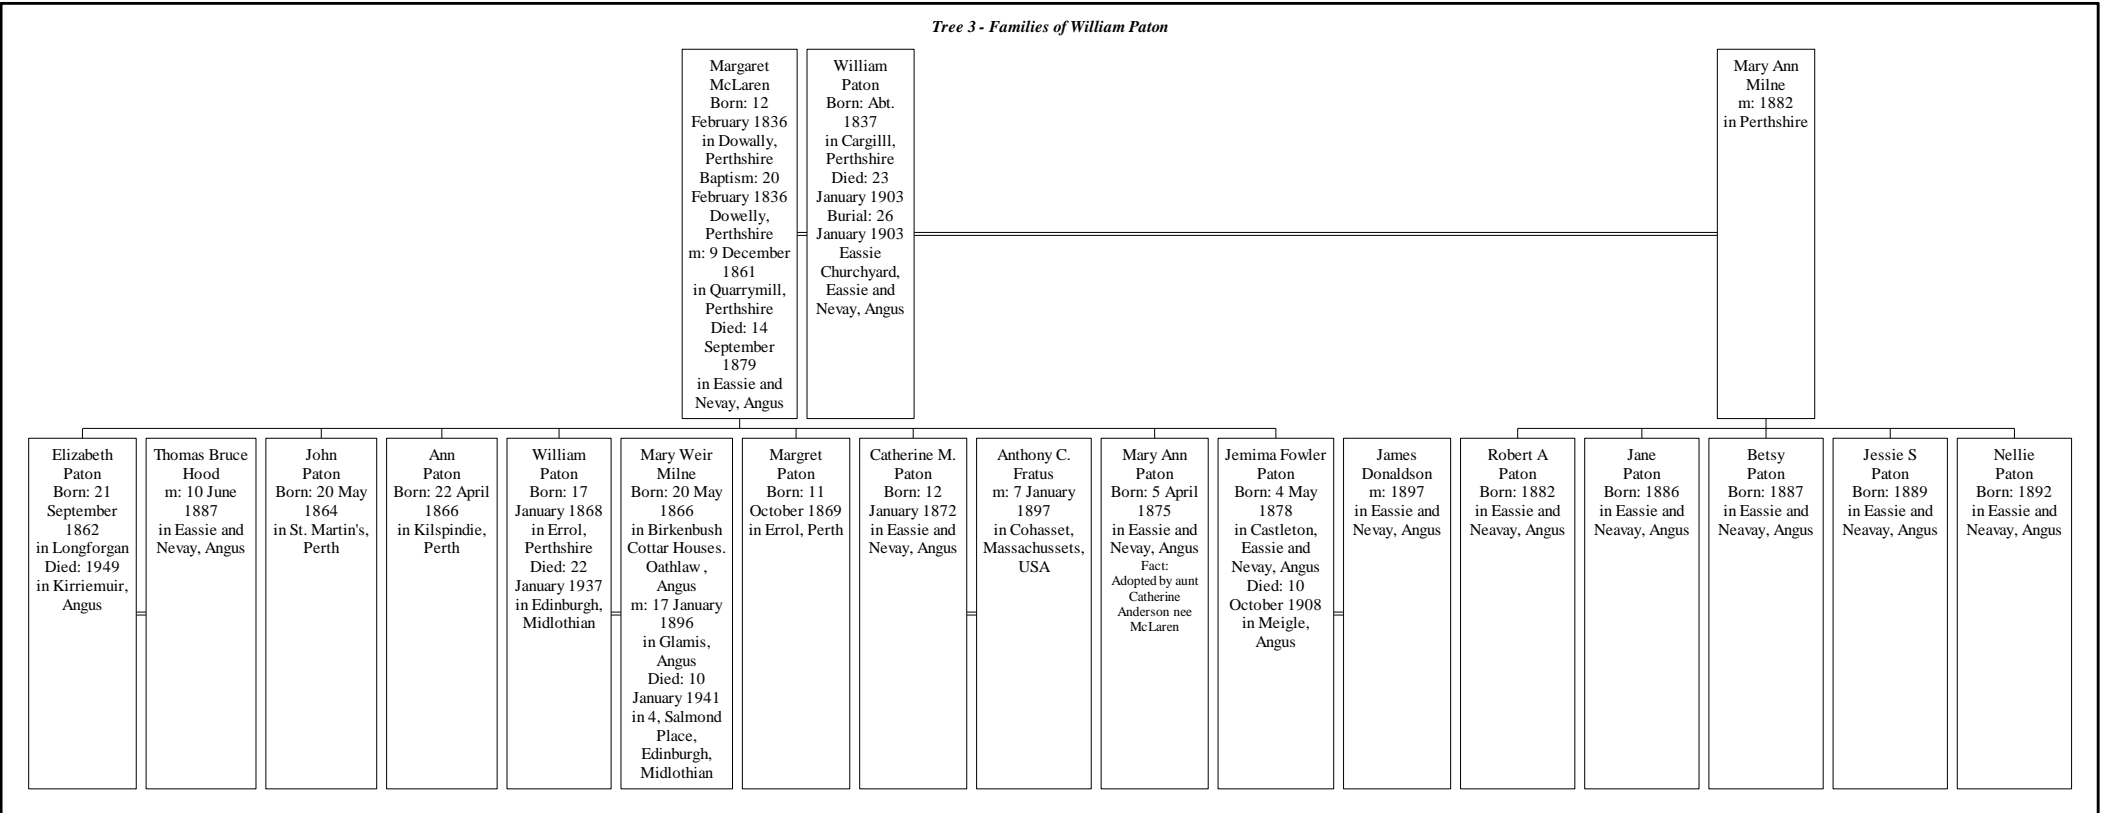 Tree 3 - Families of William Paton
Margaret
McLaren
Born: 12
February 1836
in Dowally,
Perthshire
Baptism: 20
February 1836
Dowelly,
Perthshire
m: 9 December
1861
in Quarrymill,
Perthshire
Died: 14
September
1879
in Eassie and
Nevay, Angus
William
Paton
Born: Abt.
1837
in Cargilll,
Perthshire
Died: 23
January 1903
Burial: 26
January 1903
Eassie
Churchyard,
Eassie and
Nevay, Angus
Mary Ann
Milne
m: 1882
in Perthshire
Elizabeth
Paton
Born: 21
September
1862
in Longforgan
Died: 1949
in Kirriemuir,
Angus
Thomas Bruce
Hood
m: 10 June
1887
in Eassie and
Nevay, Angus
John
Paton
Born: 20 May
1864
in St. Martin's,
Perth
Ann
Paton
Born: 22 April
1866
in Kilspindie,
Perth
William
Paton
Born: 17
January 1868
in Errol,
Perthshire
Died: 22
January 1937
in Edinburgh,
Midlothian
Mary Weir
Milne
Born: 20 May
1866
in Birkenbush
Cottar Houses.
Oathlaw ,
Angus
m: 17 January
1896
in Glamis,
Angus
Died: 10
January 1941
in 4, Salmond
Place,
Edinburgh,
Midlothian
Margret
Paton
Born: 11
October 1869
in Errol, Perth
Catherine M.
Paton
Born: 12
January 1872
in Eassie and
Nevay, Angus
Anthony C.
Fratus
m: 7 January
1897
in Cohasset,
Massachussets,
USA
Mary Ann
Paton
Born: 5 April
1875
in Eassie and
Nevay, Angus
Fact:
Adopted by aunt
Catherine
Anderson nee
McLaren
Jemima Fowler
Paton
Born: 4 May
1878
in Castleton,
Eassie and
Nevay, Angus
Died: 10
October 1908
in Meigle,
Angus
James
Donaldson
m: 1897
in Eassie and
Nevay, Angus
Robert A
Paton
Born: 1882
in Eassie and
Neavay, Angus
Jane
Paton
Born: 1886
in Eassie and
Neavay, Angus
Betsy
Paton
Born: 1887
in Eassie and
Neavay, Angus
Jessie S
Paton
Born: 1889
in Eassie and
Neavay, Angus
Nellie
Paton
Born: 1892
in Eassie and
Neavay, Angus